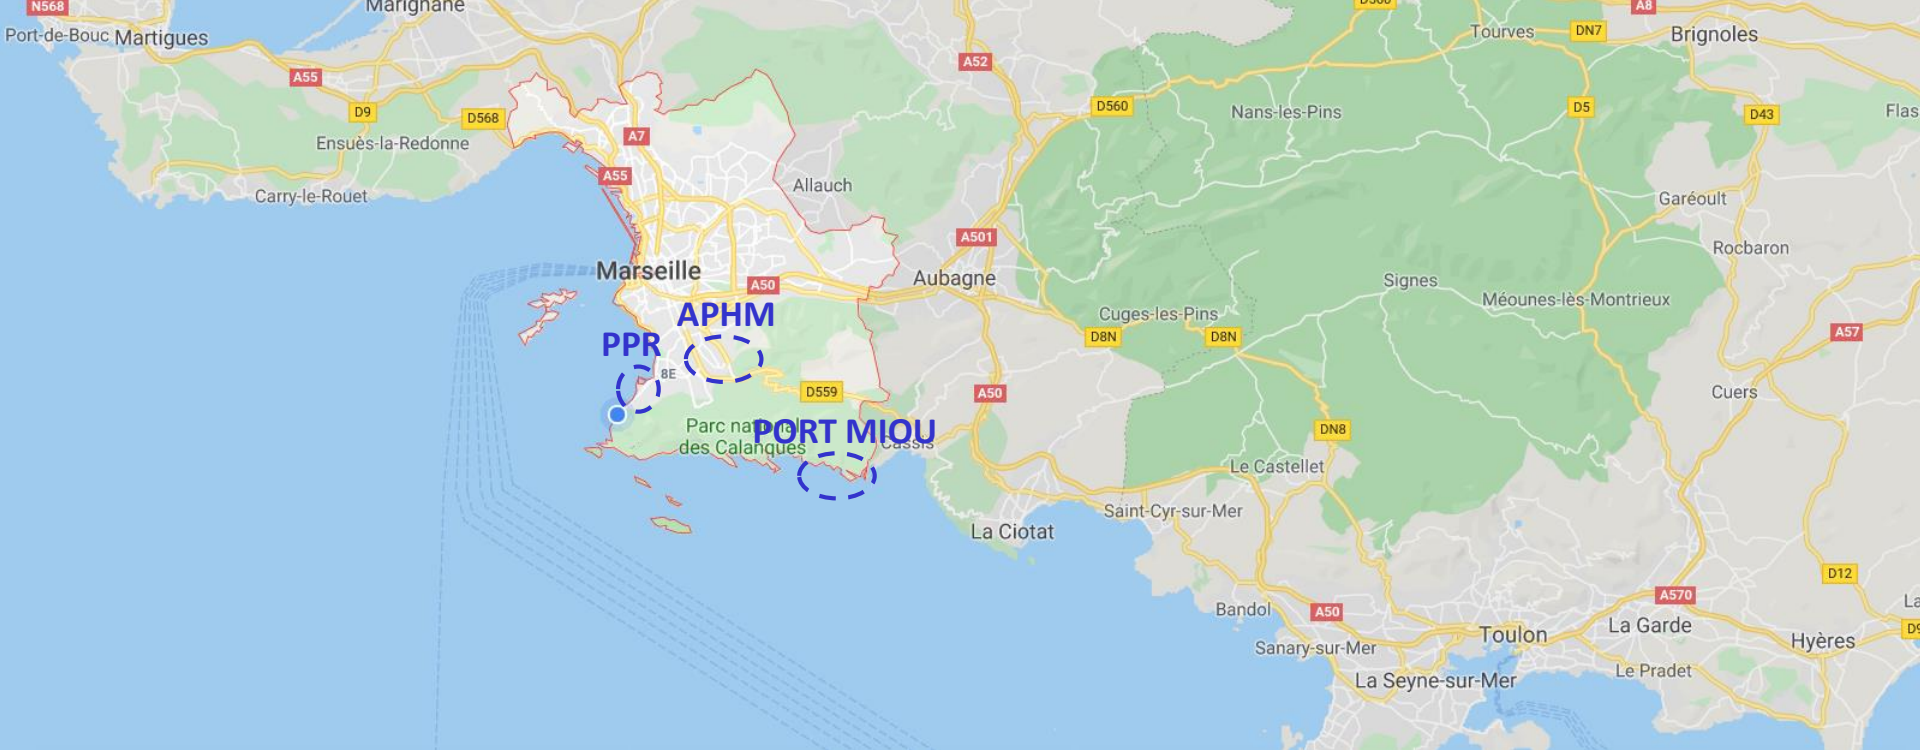 N568
Marignane
D560
A8
Port-de-Bouc
Martigues
Tourves
DN7
Brignoles
A55
A52
D9
D568
D560
Nans-les-Pins
D5
D43
Flas
Ensuès-la-Redonne
A7
A55
Allauch
Carry-le-Rouet
Garéoult
A501
Rocbaron
Marseille
A50
Aubagne
Signes
Méounes-lès-Montrieux
APHM
Cuges-les-Pins
PPR
D8N
D8N
A57
8E
D559
A50
Cuers
Parc national
des Calanques
PORT MIOU
Cassis
DN8
Le Castellet
Saint-Cyr-sur-Mer
La Ciotat
D12
Bandol
A50
A570
La
Toulon
La Garde
Hyères
D9
Sanary-sur-Mer
La Seyne-sur-Mer
Le Pradet